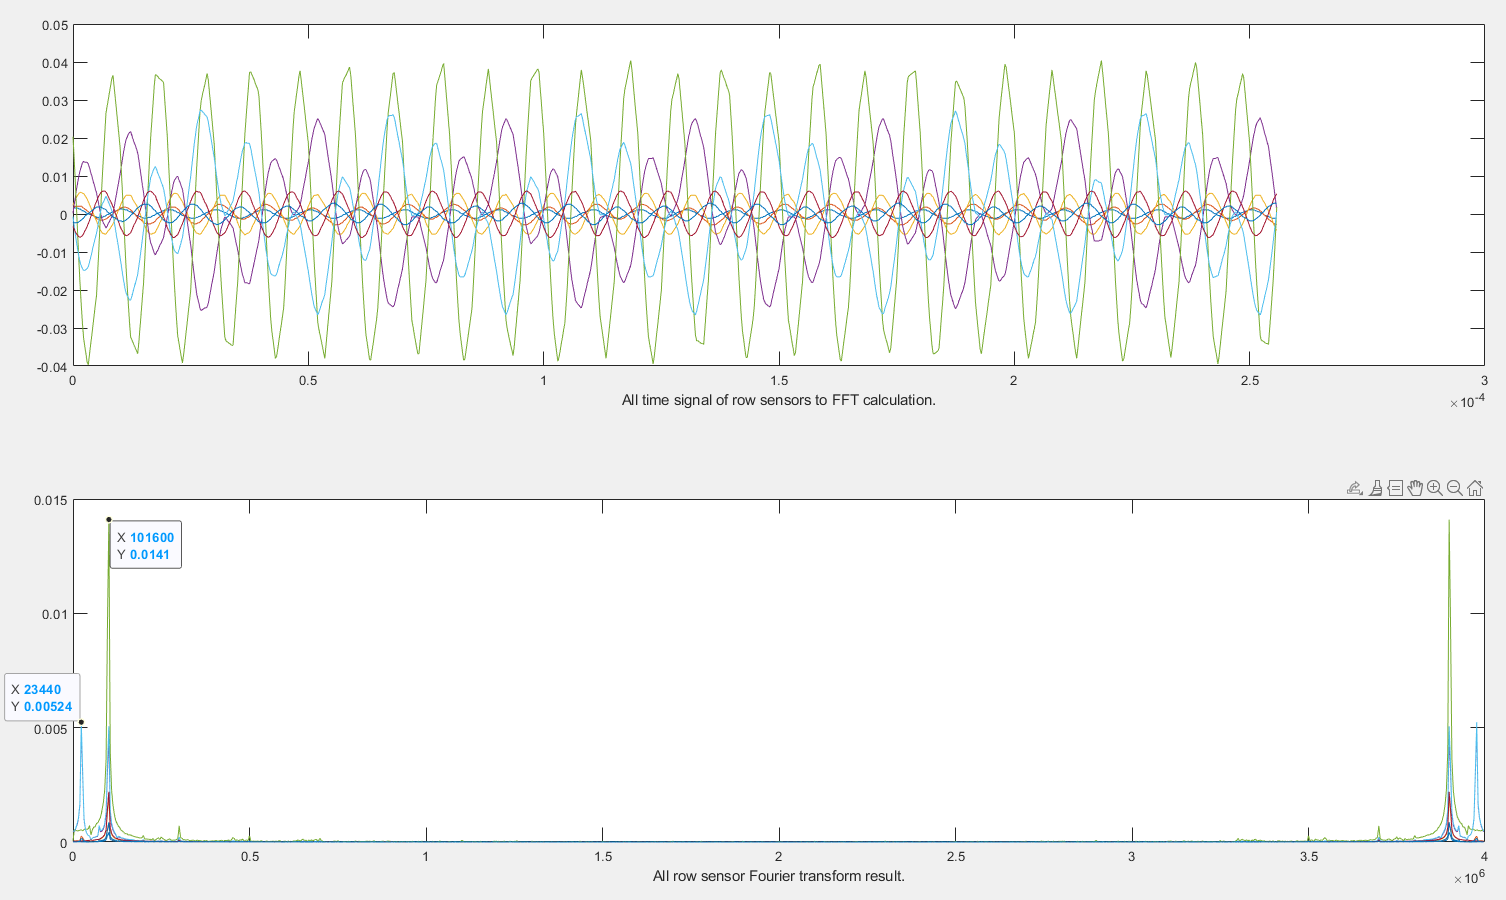 0.05
0.04
0.03
0.02
0.01
0
-0.01
-0.02
-0.03
-0.04
0 0.5 1 1.5 2 2.5 3
All time signal of row sensors to FFT calculation.
×10-4
0.015
X 101600
Y 0.0141
0.01
X 23440
Y 0.00524
0.005
0
0 0.5 1 1.5 2 2.5 3 3.5 4
All row sensor Fourier transform result.
×106